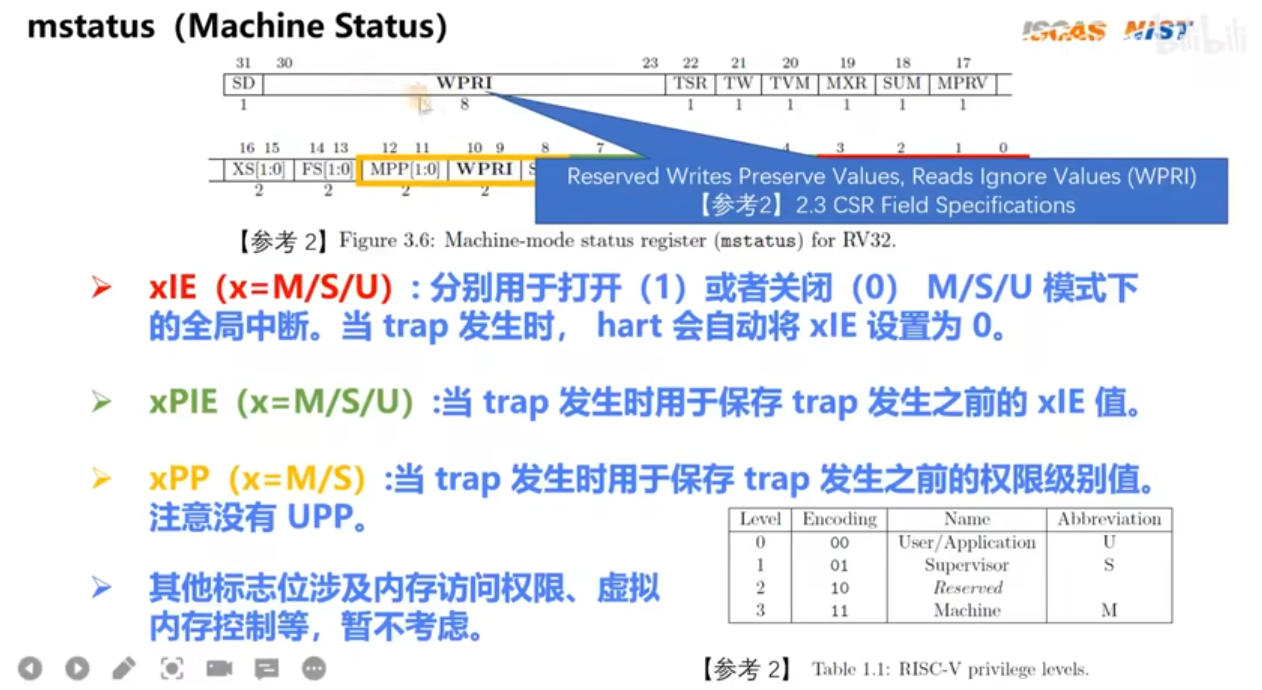 mstatus（Machine Status）
ISCAS MIST
bilibili
31 30 23 22 21 20 19 18 17
SD WPRI TSR TW TVM MXR SUM MPRV
1 8 1 1 1 1 1 1
16 15 14 13 12 11 10 9 8 7 4 3 2 1 0
XS[1:0] FS[1:0] MPP[1:0] WPRI S
2 2 2 2
Reserved Writes Preserve Values, Reads Ignore Values (WPRI)
【参考2】2.3 CSR Field Specifications
【参考 2】Figure 3.6: Machine-mode status register (mstatus) for RV32.
➢ xIE（x=M/S/U）: 分别用于打开（1）或者关闭（0） M/S/U 模式下
的全局中断。当 trap 发生时， hart 会自动将 xIE 设置为 0。
➢ xPIE（x=M/S/U）:当 trap 发生时用于保存 trap 发生之前的 xIE 值。
➢ xPP（x=M/S）:当 trap 发生时用于保存 trap 发生之前的权限级别值。
注意没有 UPP。
➢ 其他标志位涉及内存访问权限、虚拟
内存控制等，暂不考虑。
Level Encoding Name Abbreviation
0 00 User/Application U
1 01 Supervisor S
2 10 Reserved
3 11 Machine M
【参考 2】 Table 1.1: RISC-V privilege levels.